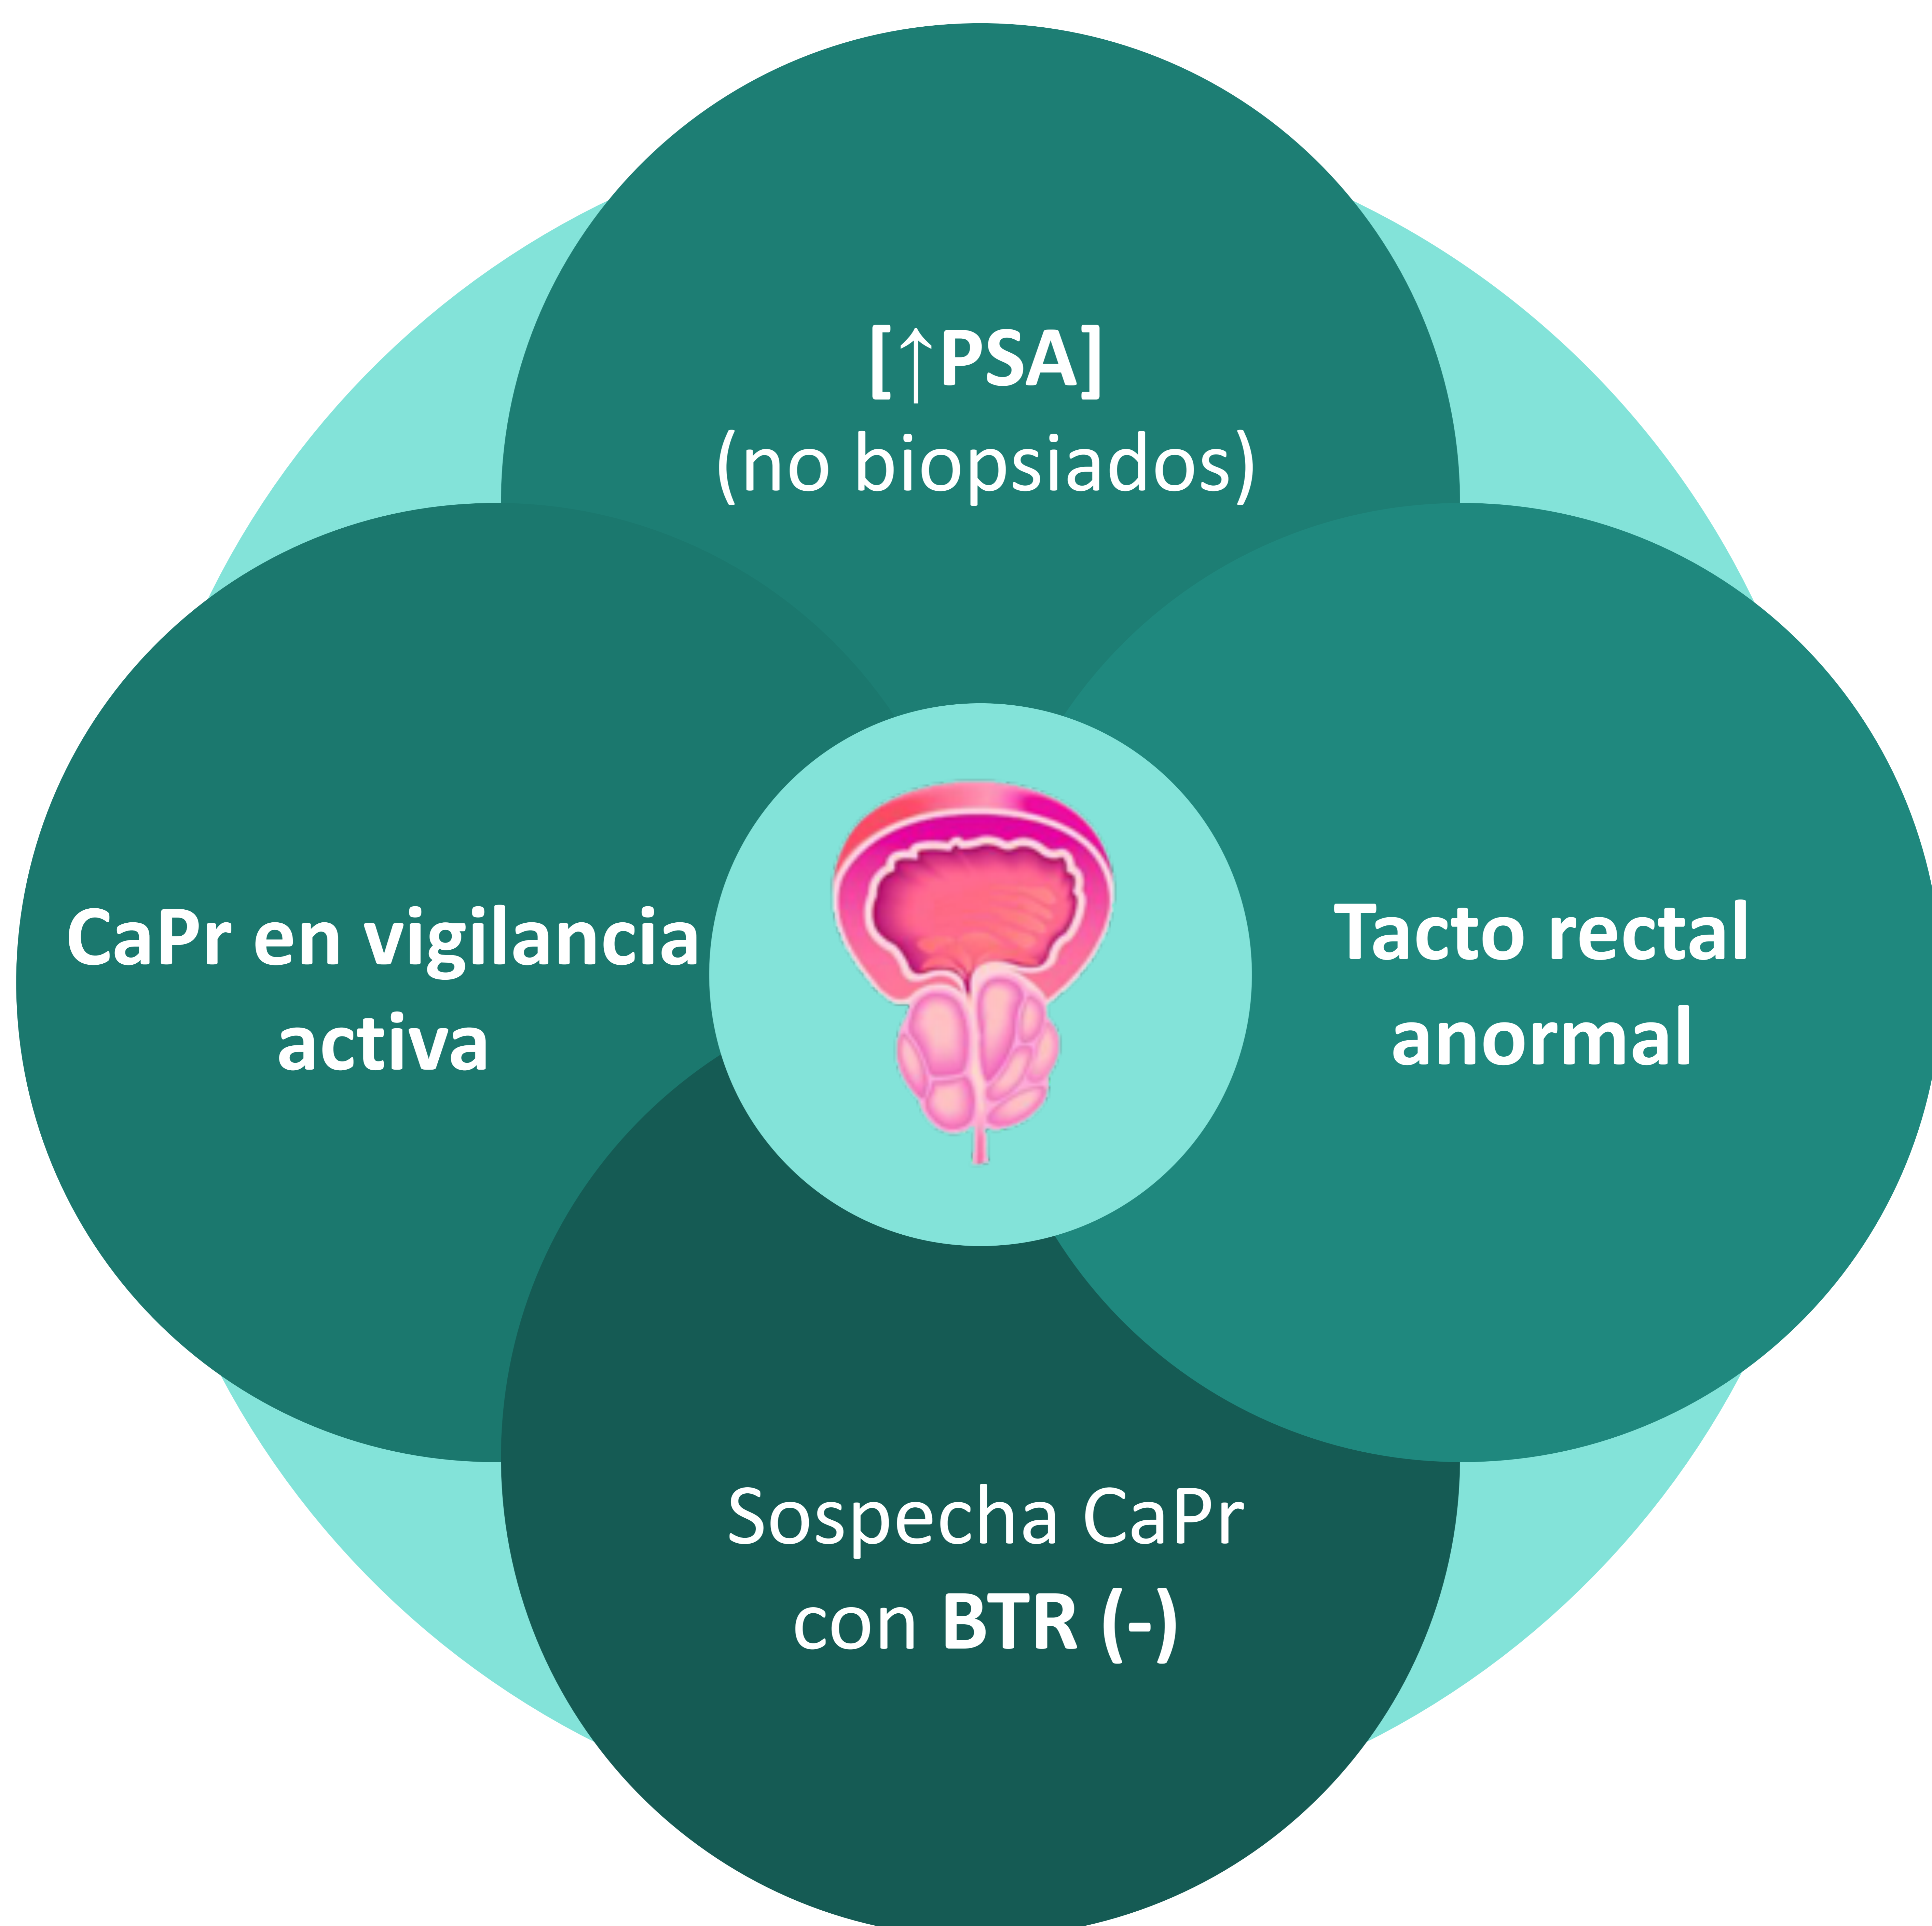 [↑PSA]
(no biopsiados)
CaPr en vigilancia
activa
Tacto rectal
anormal
Sospecha CaPr
con BTR (-)